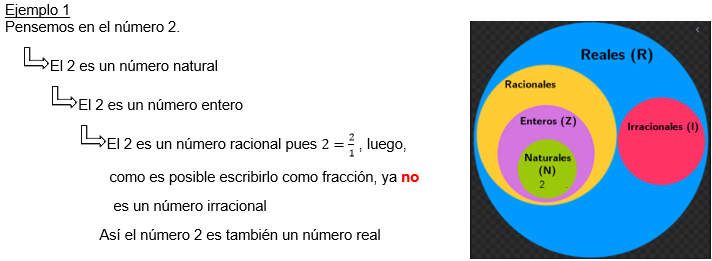 Ejemplo 1
Pensemos en el número 2.
El 2 es un número natural
El 2 es un número entero
El 2 es un número racional pues 2 = 2/1 , luego,
como es posible escribirlo como fracción, ya no
es un número irracional
Así el número 2 es también un número real
Reales (R)
Racionales
Enteros (Z)
Irracionales (I)
Naturales
(N)
2